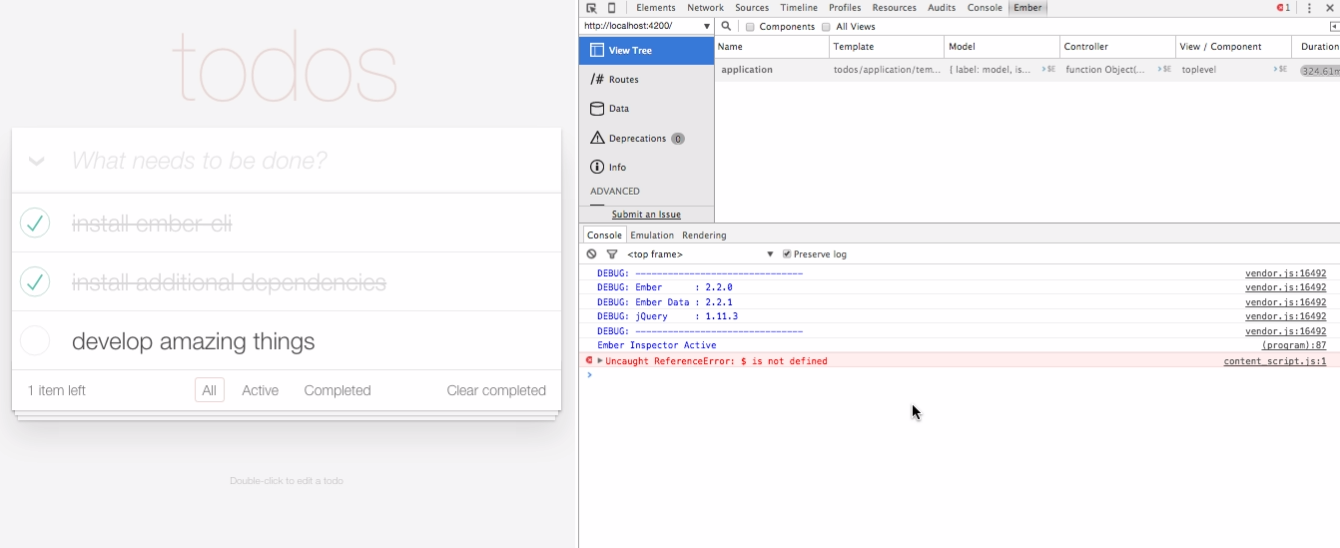 todos
What needs to be done?
install ember-cli
install additional dependencies
develop amazing things
1 item left All Active Completed Clear completed
Double-click to edit a todo
Elements Network Sources Timeline Profiles Resources Audits Console Ember 1
http://localhost:4200/ Components All Views
View Tree
/# Routes
Data
Deprecations 0
Info
ADVANCED
Submit an Issue
Name Template Model Controller View / Component Duration
application todos/application/tem... { label: model, is... >$E function Object(... >$E toplevel >$E 324.61m
Console Emulation Rendering
<top frame> Preserve log
DEBUG: ------------------------------- vendor.js:16492
DEBUG: Ember : 2.2.0 vendor.js:16492
DEBUG: Ember Data : 2.2.1 vendor.js:16492
DEBUG: jQuery : 1.11.3 vendor.js:16492
DEBUG: ------------------------------- vendor.js:16492
Ember Inspector Active (program):87
Uncaught ReferenceError: $ is not defined content_script.js:1
>